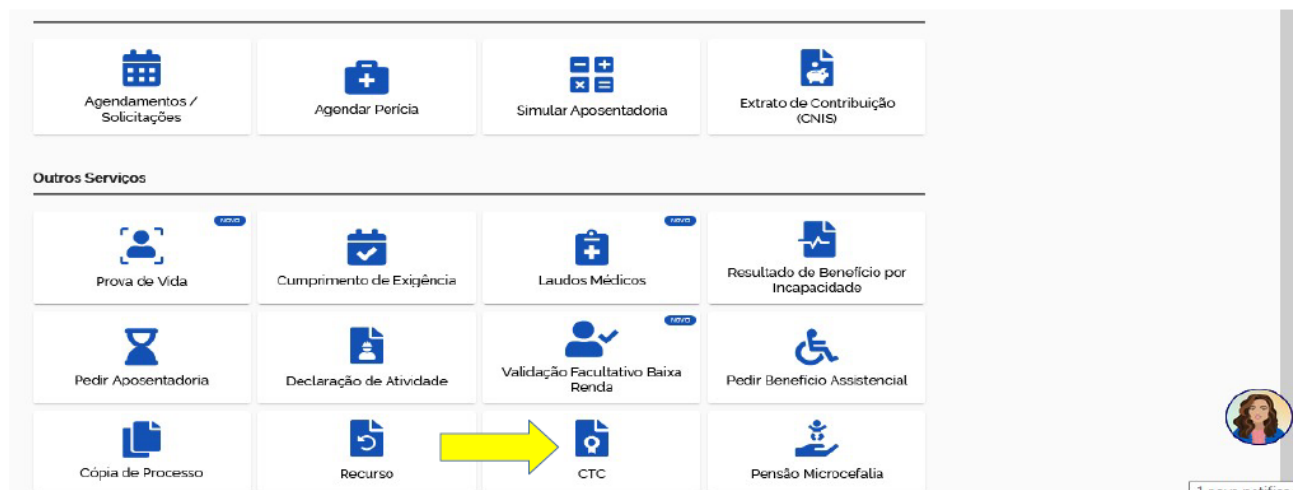 Agendamentos /
Solicitações
Agendar Perícia
Simular Aposentadoria
Extrato de Contribuição
(CNIS)
Outros Serviços
NOVO
Prova de Vida
Cumprimento de Exigência
NOVO
Laudos Médicos
Resultado de Benefício por
Incapacidade
Pedir Aposentadoria
Declaração de Atividade
NOVO
Validação Facultativo Baixa
Renda
Pedir Benefício Assistencial
Cópia de Processo
Recurso
CTC
Pensão Microcefalia